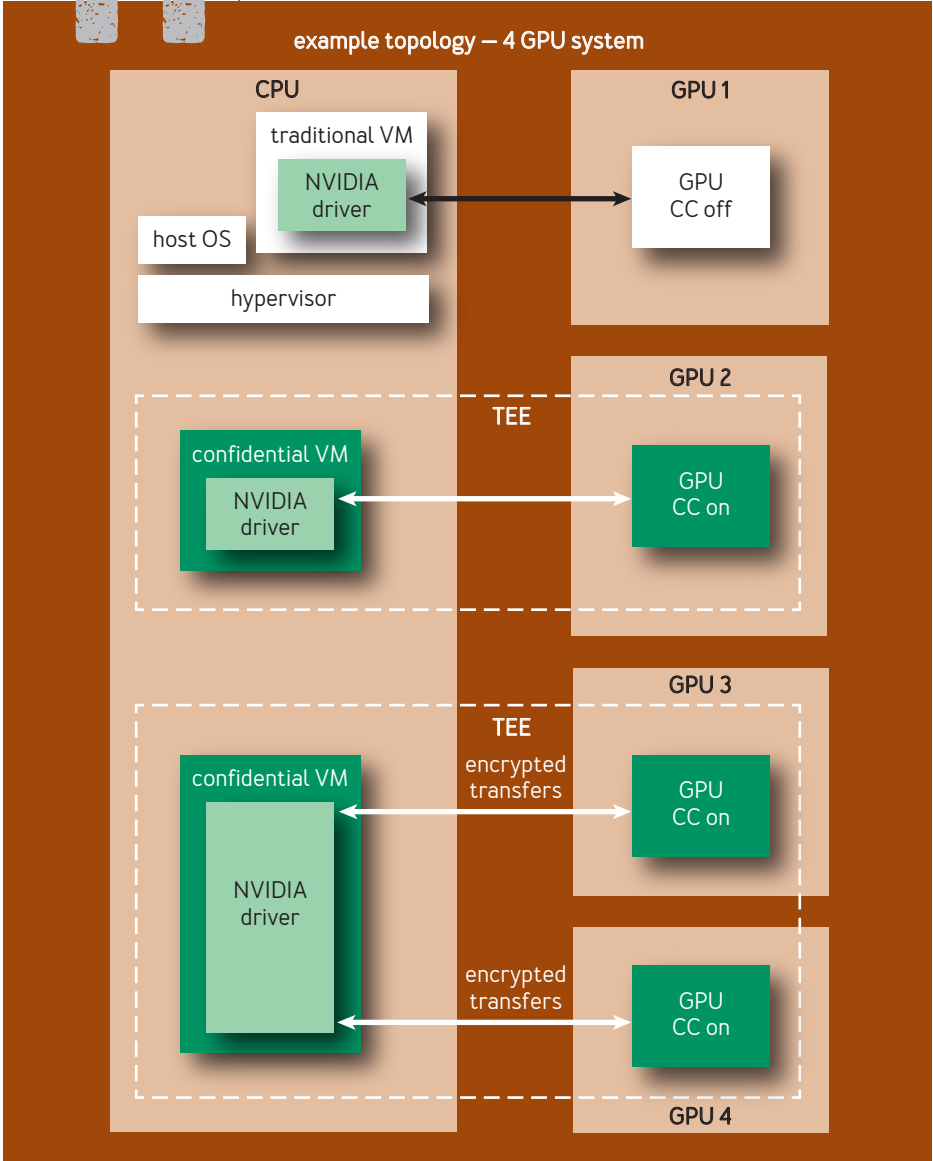 example topology – 4 GPU system
CPU
traditional VM
NVIDIA
driver
host OS
hypervisor
GPU 1
GPU
CC off
GPU 2
TEE
confidential VM
NVIDIA
driver
GPU
CC on
GPU 3
TEE
confidential VM
NVIDIA
driver
encrypted
transfers
GPU
CC on
encrypted
transfers
GPU
CC on
GPU 4